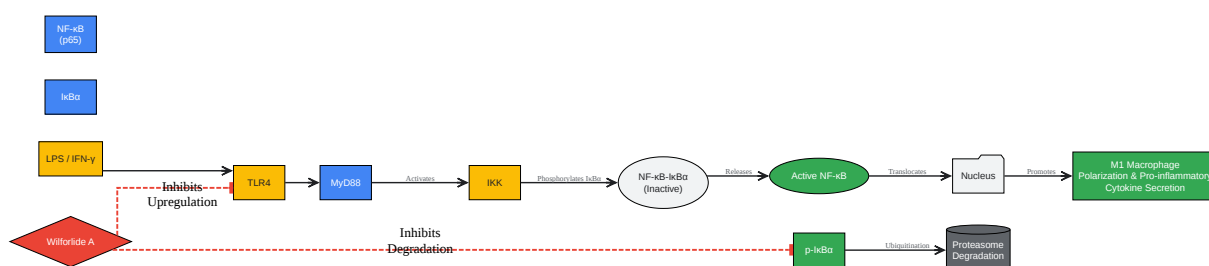 NF-κB
(p65)
IκBα
LPS / IFN-γ
TLR4
MyD88
Activates
IKK
Phosphorylates IκBα
NF-κB-IκBα
(Inactive)
Releases
Active NF-κB
Translocates
Nucleus
Promotes
M1 Macrophage
Polarization & Pro-inflammatory
Cytokine Secretion
Inhibits
Upregulation
Wilforlide A
Inhibits
Degradation
p-IκBα
Ubiquitination
Proteasome
Degradation